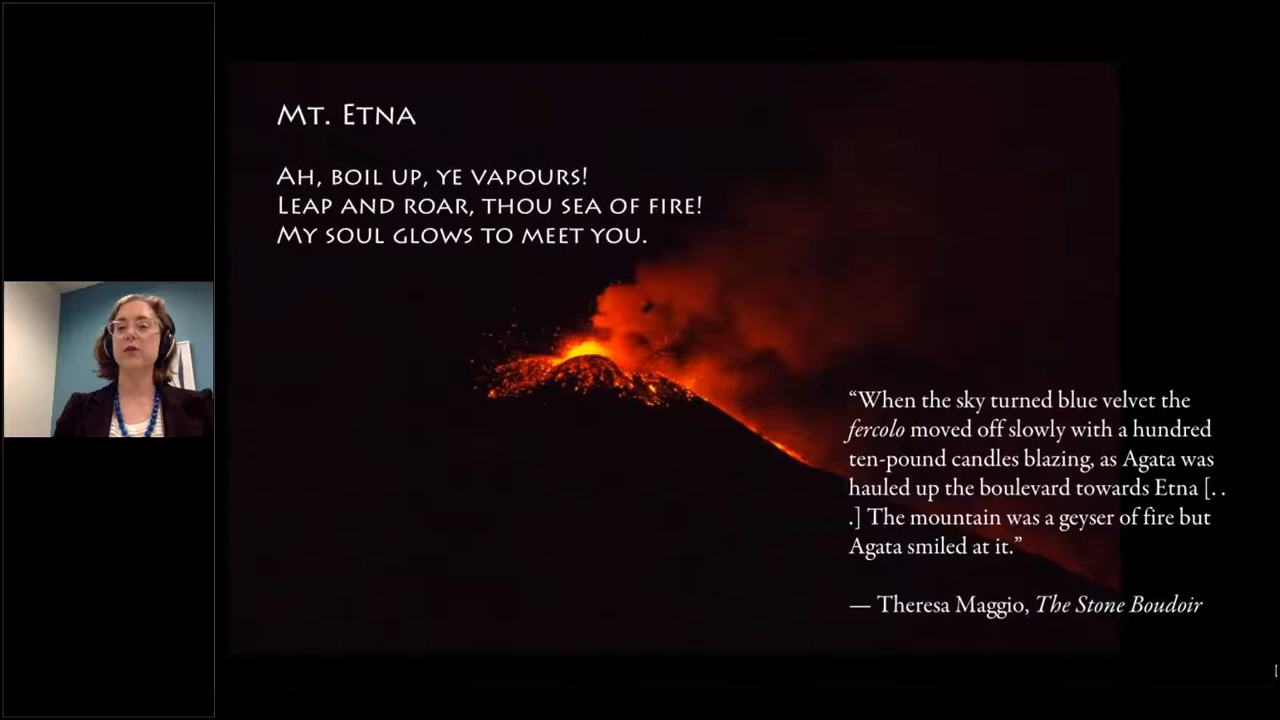 Mt. Etna
Ah, boil up, ye vapours!
Leap and roar, thou sea of fire!
My soul glows to meet you.
“When the sky turned blue velvet the
fercolo moved off slowly with a hundred
ten-pound candles blazing, as Agata was
hauled up the boulevard towards Etna [. .
.] The mountain was a geyser of fire but
Agata smiled at it.”
— Theresa Maggio, The Stone Boudoir